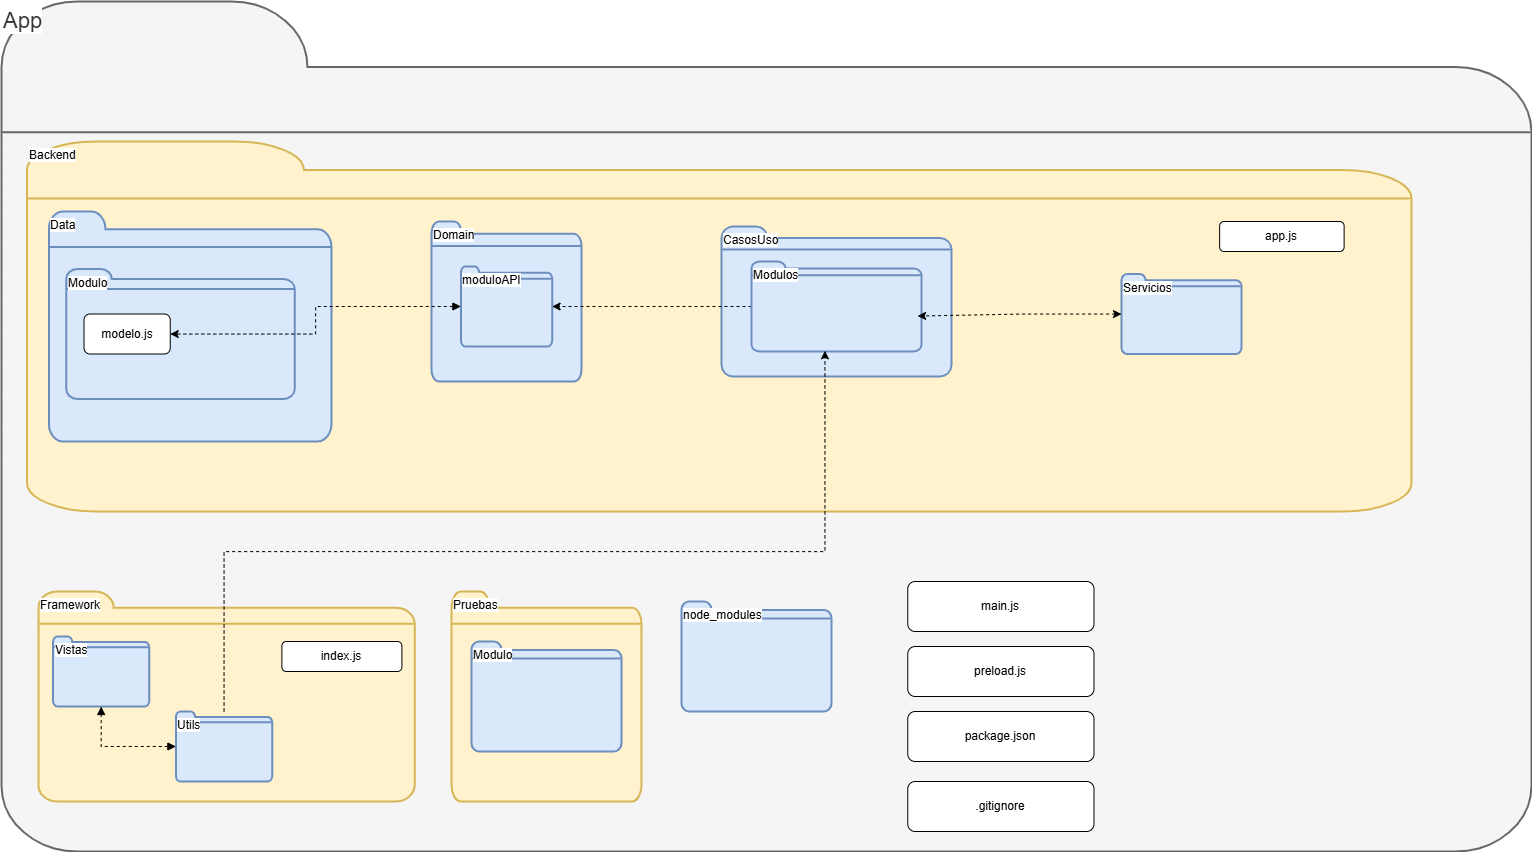 App
Backend
Data
Domain
CasosUso
app.js
Modulo
moduloAPI
Modulos
Servicios
modelo.js
Framework
Pruebas
node_modules
main.js
Vistas
index.js
Modulo
preload.js
Utils
package.json
.gitignore